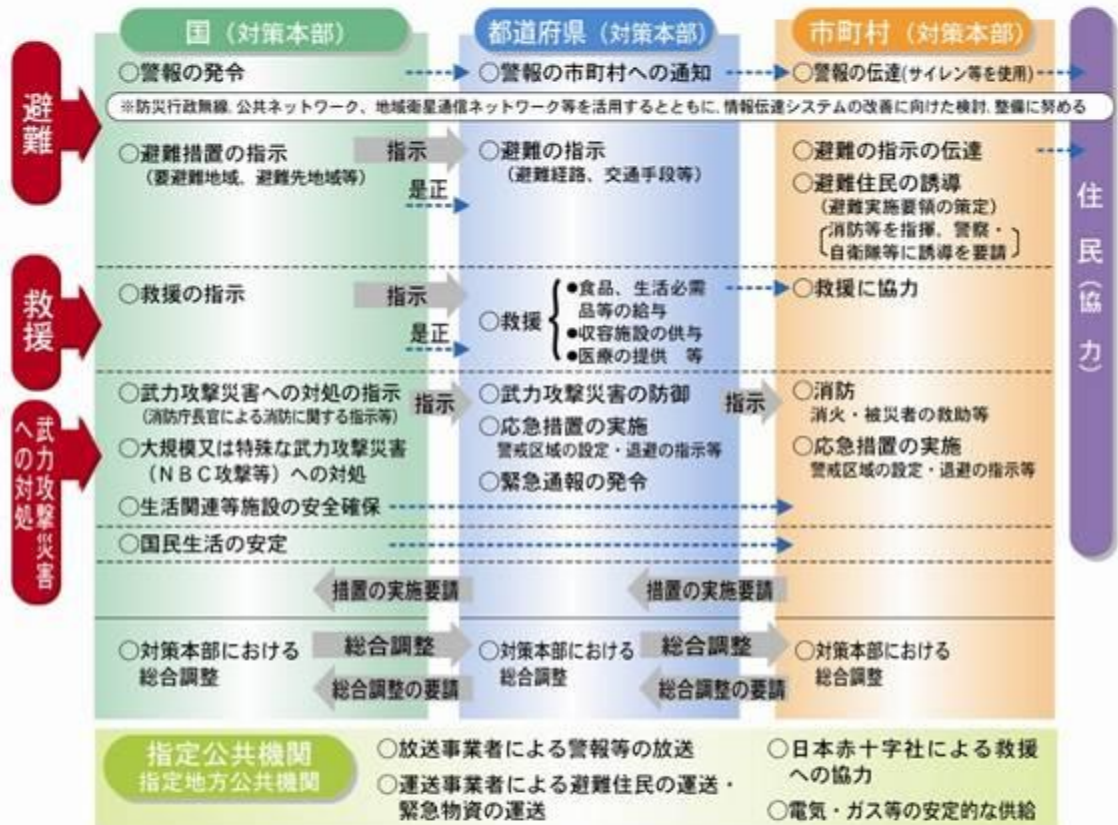 国（対策本部）
都道府県（対策本部）
市町村（対策本部）
避難
○警報の発令
○警報の市町村への通知
○警報の伝達(サイレン等を使用)
※防災行政無線、公共ネットワーク、地域衛星通信ネットワーク等を活用するとともに、情報伝達システムの改善に向けた検討、整備に努める
○避難措置の指示
（要避難地域、避難先地域等）
指示
是正
○避難の指示
（避難経路、交通手段等）
○避難の指示の伝達
○避難住民の誘導
（避難実施要領の策定）
消防等を指揮、警察・
自衛隊等に誘導を要請
住民（協力）
救援
○救援の指示
指示
是正
○救援
●食品、生活必需
品等の給与
●収容施設の供与
●医療の提供　等
○救援に協力
武力攻撃災害
への対処
○武力攻撃災害への対処の指示
（消防庁長官による消防に関する指示等）
○大規模又は特殊な武力攻撃災害
（ＮＢＣ攻撃等）への対処
○生活関連等施設の安全確保
指示
○武力攻撃災害の防御
○応急措置の実施
警戒区域の設定・退避の指示等
○緊急通報の発令
指示
○消防
消火・被災者の救助等
○応急措置の実施
警戒区域の設定・退避の指示等
○国民生活の安定
措置の実施要請
措置の実施要請
○対策本部における
総合調整
総合調整
総合調整の要請
○対策本部における
総合調整
総合調整
総合調整の要請
○対策本部における
総合調整
指定公共機関
指定地方公共機関
○放送事業者による警報等の放送
○運送事業者による避難住民の運送・
緊急物資の運送
○日本赤十字社による救援
への協力
○電気・ガス等の安定的な供給